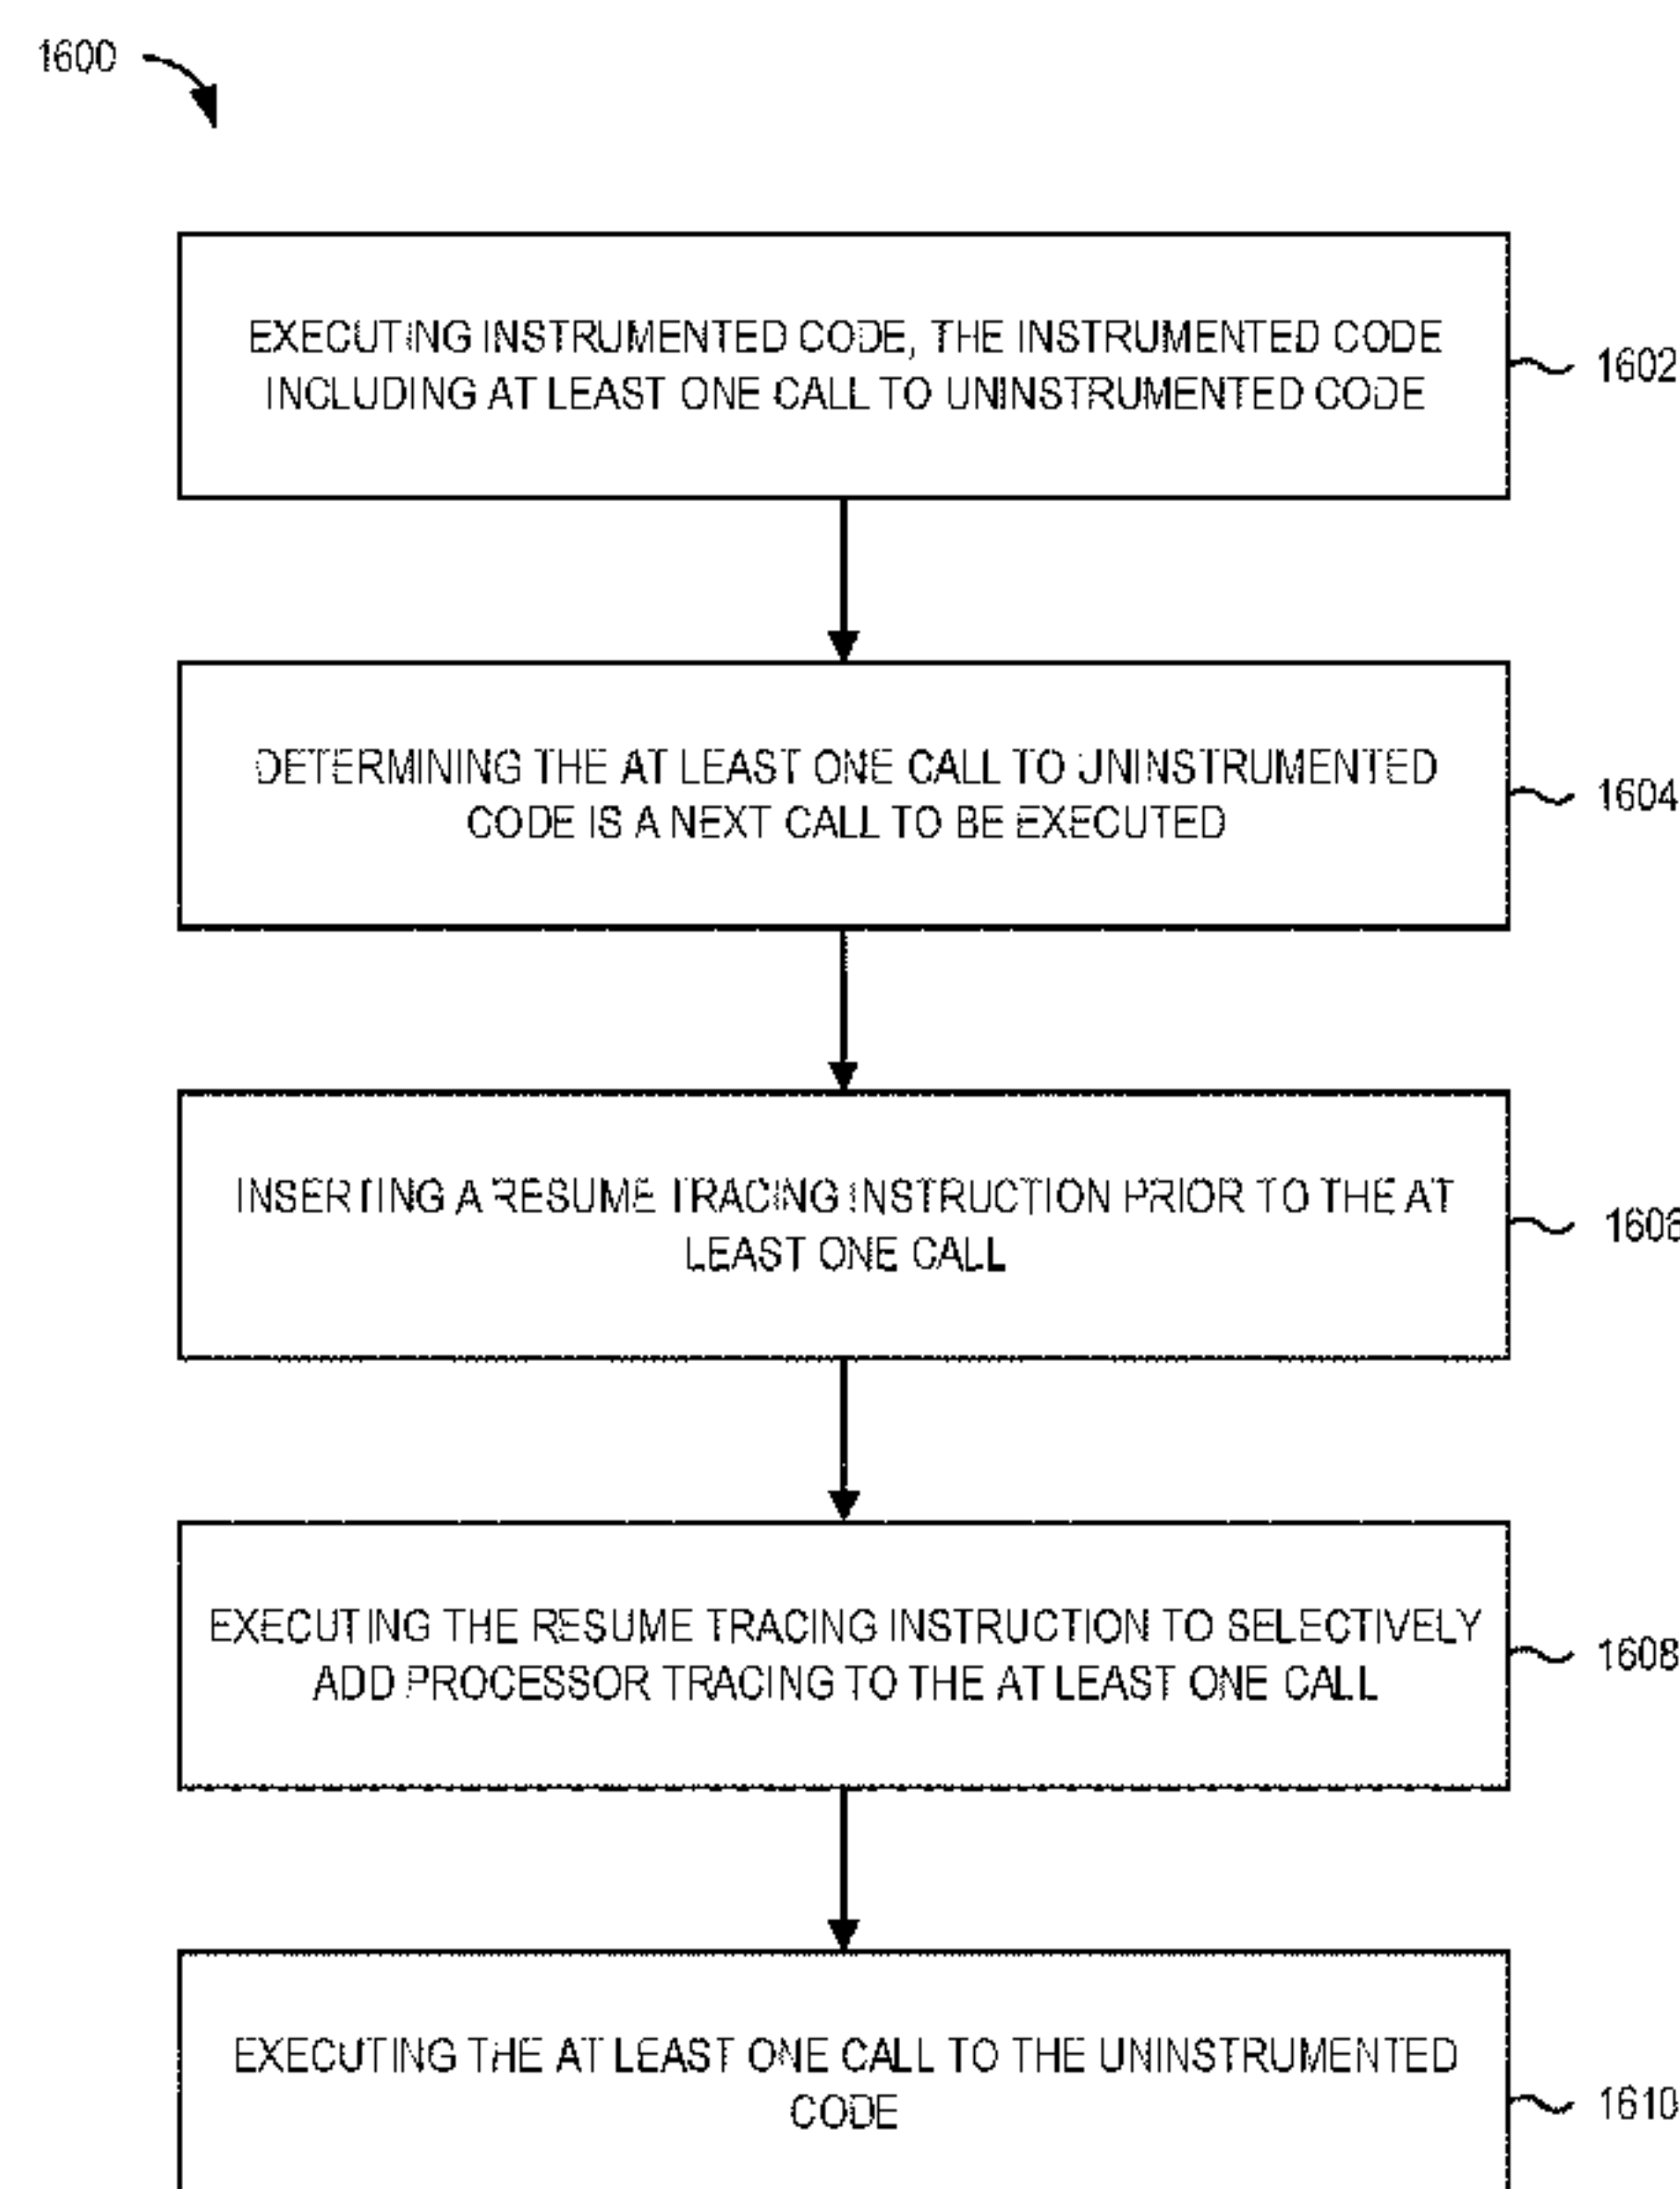 1600
EXECUTING INSTRUMENTED CODE, THE INSTRUMENTED CODE
INCLUDING AT LEAST ONE CALL TO UNINSTRUMENTED CODE
1602
DETERMINING THE AT LEAST ONE CALL TO UNINSTRUMENTED
CODE IS A NEXT CALL TO BE EXECUTED
1604
INSERTING A RESUME TRACING INSTRUCTION PRIOR TO THE AT
LEAST ONE CALL
1606
EXECUTING THE RESUME TRACING INSTRUCTION TO SELECTIVELY
ADD PROCESSOR TRACING TO THE AT LEAST ONE CALL
1608
EXECUTING THE AT LEAST ONE CALL TO THE UNINSTRUMENTED
CODE
1610